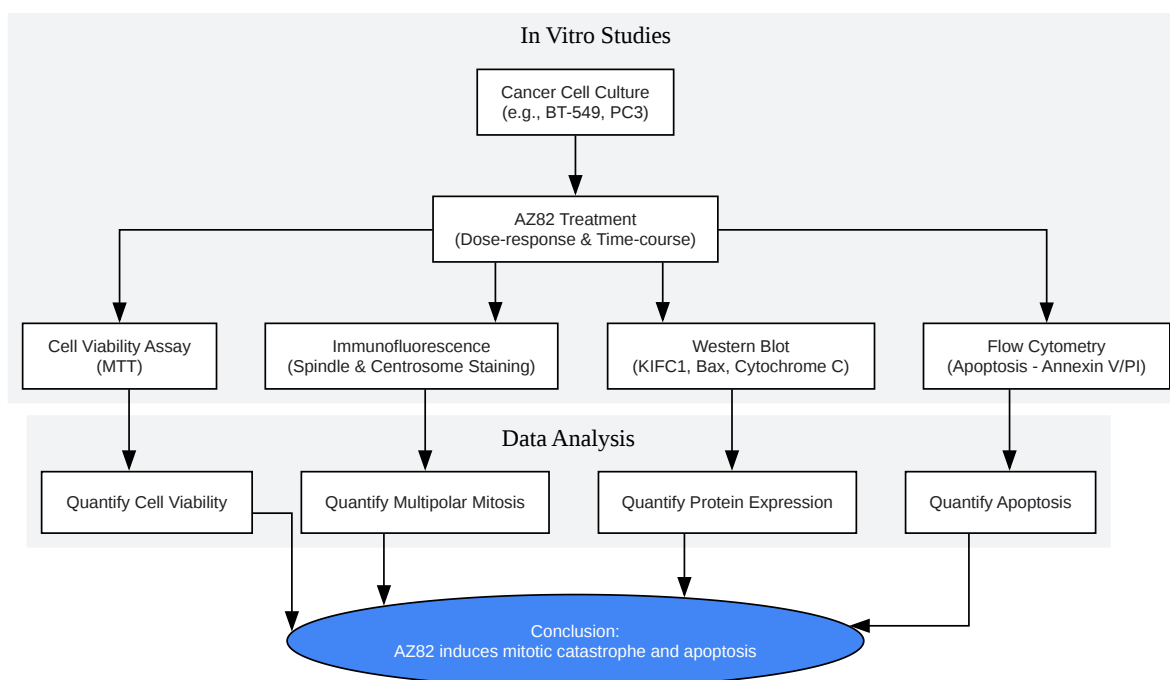 In Vitro Studies
Cancer Cell Culture
(e.g., BT-549, PC3)
AZ82 Treatment
(Dose-response & Time-course)
Cell Viability Assay
(MTT)
Immunofluorescence
(Spindle & Centrosome Staining)
Western Blot
(KIFC1, Bax, Cytochrome C)
Flow Cytometry
(Apoptosis - Annexin V/PI)
Data Analysis
Quantify Cell Viability
Quantify Multipolar Mitosis
Quantify Protein Expression
Quantify Apoptosis
Conclusion:
AZ82 induces mitotic catastrophe and apoptosis